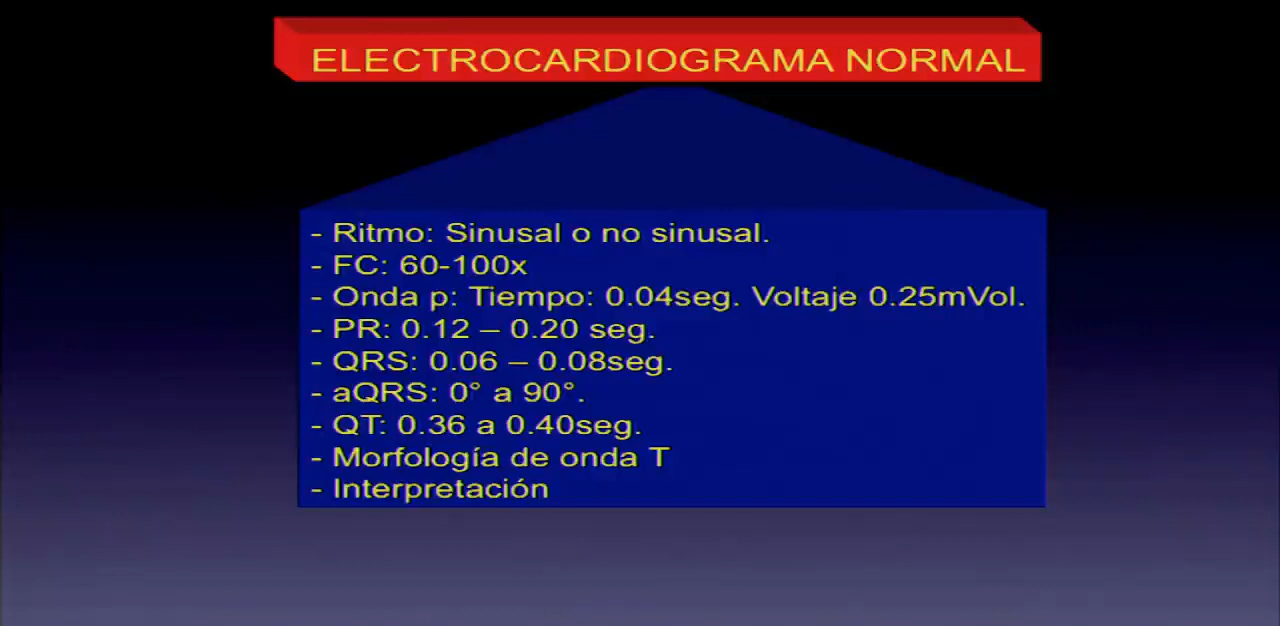 ELECTROCARDIOGRAMA NORMAL
- Ritmo: Sinusal o no sinusal.
- FC: 60-100x
- Onda p: Tiempo: 0.04seg. Voltaje 0.25mVol.
- PR: 0.12 – 0.20 seg.
- QRS: 0.06 – 0.08seg.
- aQRS: 0° a 90°.
- QT: 0.36 a 0.40seg.
- Morfología de onda T
- Interpretación